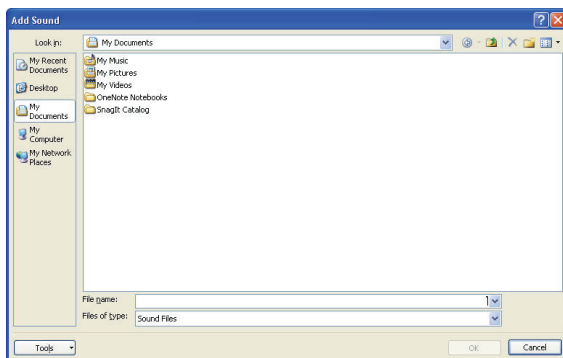 Add Sound
Look in:
My Documents
My Recent
Documents
Desktop
My
Documents
My
Computer
My Network
Places
My Music
My Pictures
My Videos
OneNote Notebooks
SnagIt Catalog
File name:
Files of type:
Sound Files
Tools
OK
Cancel